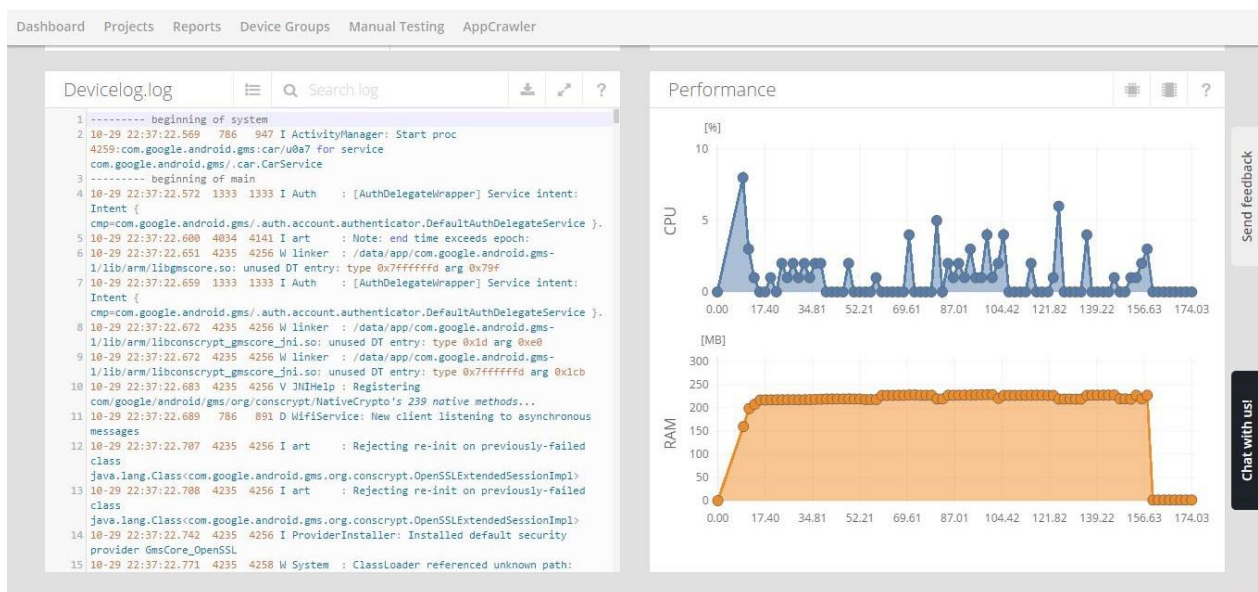 Dashboard Projects Reports Device Groups Manual Testing AppCrawler
Devicelog.log Search log ?
1 --------- beginning of system
2 10-29 22:37:22.569 786 947 I ActivityManager: Start proc
4259:com.google.android.gms:car/u0a7 for service
com.google.android.gms/.car.CarService
3 --------- beginning of main
4 10-29 22:37:22.572 1333 1333 I Auth : [AuthDelegateWrapper] Service intent:
Intent {
cmp=com.google.android.gms/.auth.account.authenticator.DefaultAuthDelegateService }.
5 10-29 22:37:22.600 4034 4141 I art : Note: end time exceeds epoch:
6 10-29 22:37:22.651 4235 4256 W linker : /data/app/com.google.android.gms-
1/lib/arm/libgmscore.so: unused DT entry: type 0x7ffffffd arg 0x79f
7 10-29 22:37:22.659 1333 1333 I Auth : [AuthDelegateWrapper] Service intent:
Intent {
cmp=com.google.android.gms/.auth.account.authenticator.DefaultAuthDelegateService }.
8 10-29 22:37:22.672 4235 4256 W linker : /data/app/com.google.android.gms-
1/lib/arm/libconscrypt_gmscore_jni.so: unused DT entry: type 0x1d arg 0xe0
9 10-29 22:37:22.672 4235 4256 W linker : /data/app/com.google.android.gms-
1/lib/arm/libconscrypt_gmscore_jni.so: unused DT entry: type 0x7ffffffd arg 0x1cb
10 10-29 22:37:22.683 4235 4256 V JNIHelp : Registering
com/google/android/gms/org/conscrypt/NativeCrypto's 239 native methods...
11 10-29 22:37:22.689 786 891 D WifiService: New client listening to asynchronous
messages
12 10-29 22:37:22.707 4235 4256 I art : Rejecting re-init on previously-failed
class
java.lang.Class<com.google.android.gms.org.conscrypt.OpenSSLExtendedSessionImpl>
13 10-29 22:37:22.708 4235 4256 I art : Rejecting re-init on previously-failed
class
java.lang.Class<com.google.android.gms.org.conscrypt.OpenSSLExtendedSessionImpl>
14 10-29 22:37:22.742 4235 4256 I ProviderInstaller: Installed default security
provider GmsCore_OpenSSL
15 10-29 22:37:22.771 4235 4258 W System : ClassLoader referenced unknown path:
Performance ?
[%]
10
5
0
CPU
0.00 17.40 34.81 52.21 69.61 87.01 104.42 121.82 139.22 156.63 174.03
[MB]
300
250
200
150
100
50
0
RAM
0.00 17.40 34.81 52.21 69.61 87.01 104.42 121.82 139.22 156.63 174.03
Send feedback
Chat with us!